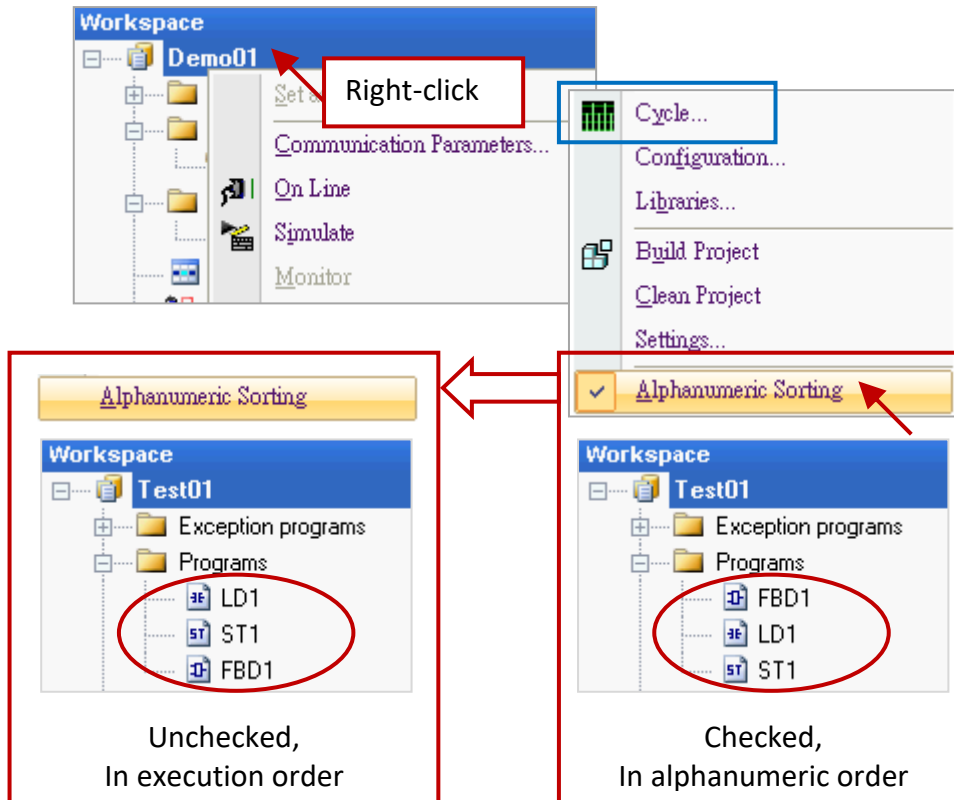 Workspace
Demo01
Right-click
Set a
Communication Parameters...
On Line
Simulate
Monitor
Cycle...
Configuration...
Libraries...
Build Project
Clean Project
Settings...
Alphanumeric Sorting
Alphanumeric Sorting
Workspace
Test01
Exception programs
Programs
LD1
ST ST1
FBD1
Unchecked,
In execution order
Workspace
Test01
Exception programs
Programs
FBD1
LD1
ST ST1
Checked,
In alphanumeric order